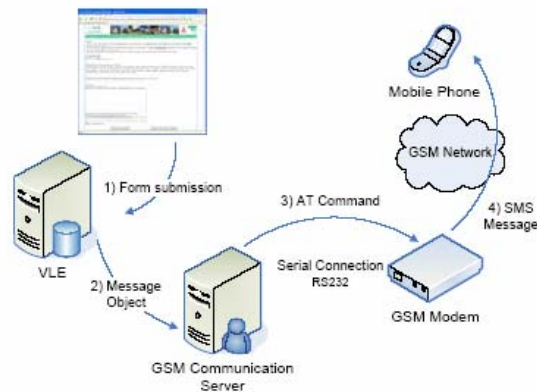 Mobile Phone
GSM Network
1) Form submission
3) AT Command
4) SMS
Message
VLE
2) Message
Object
Serial Connection
RS232
GSM Modem
GSM Communication
Server